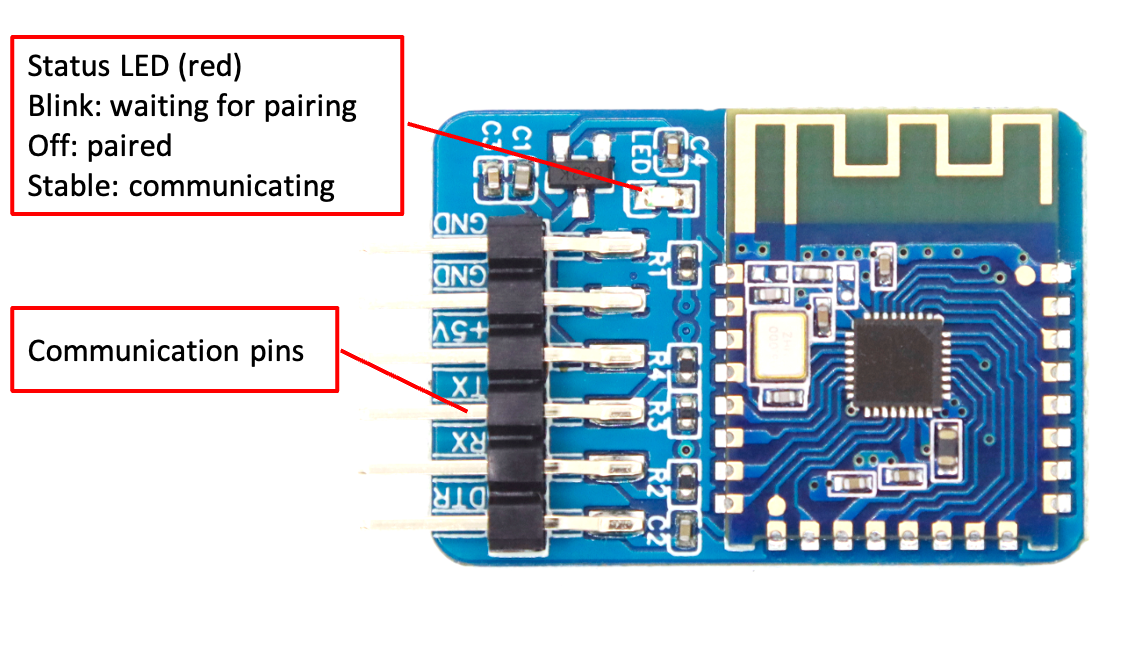 Status LED (red)
Blink: waiting for pairing
Off: paired
Stable: communicating
Communication pins
C3
C1
LED
C4
GND
GND
+5V
TX
RX
DTR
R1
R4
R3
R2
C2